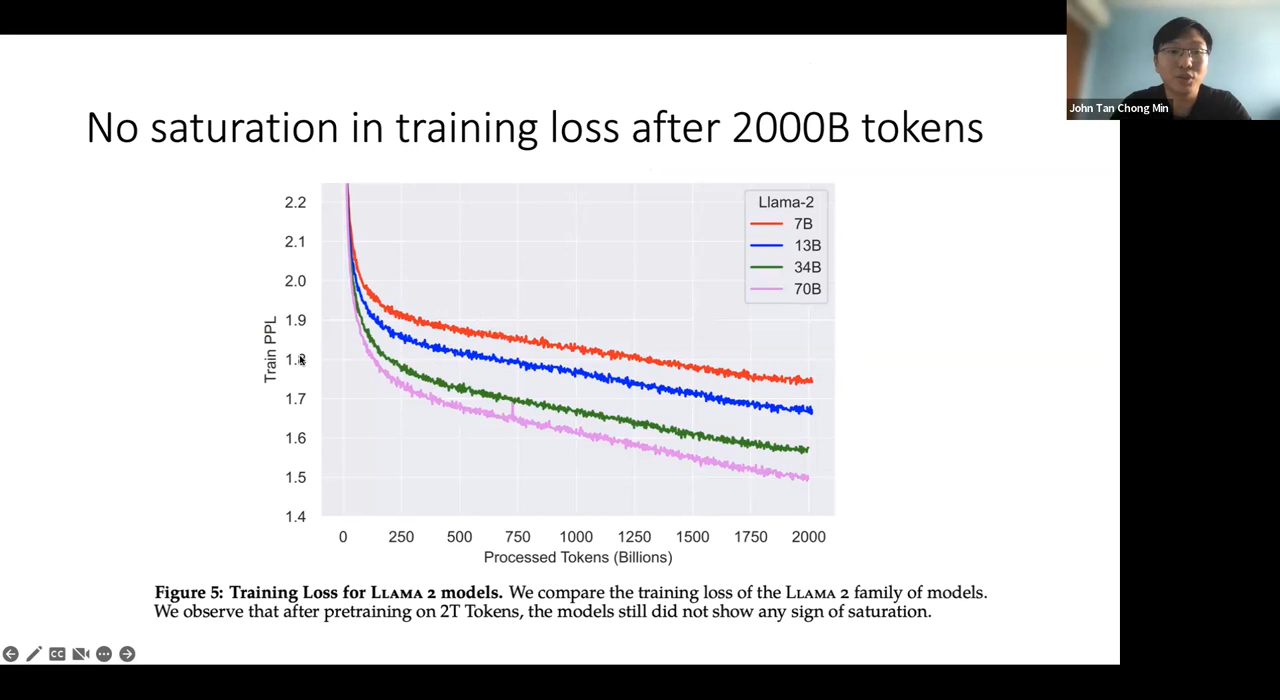 John Tan Chong Min
No saturation in training loss after 2000B tokens
Llama-2
7B
13B
34B
70B
2.2
2.1
2.0
1.9
1.8
1.7
1.6
1.5
1.4
Train PPL
0 250 500 750 1000 1250 1500 1750 2000
Processed Tokens (Billions)
Figure 5: Training Loss for LLAMA 2 models. We compare the training loss of the LLAMA 2 family of models.
We observe that after pretraining on 2T Tokens, the models still did not show any sign of saturation.
CC